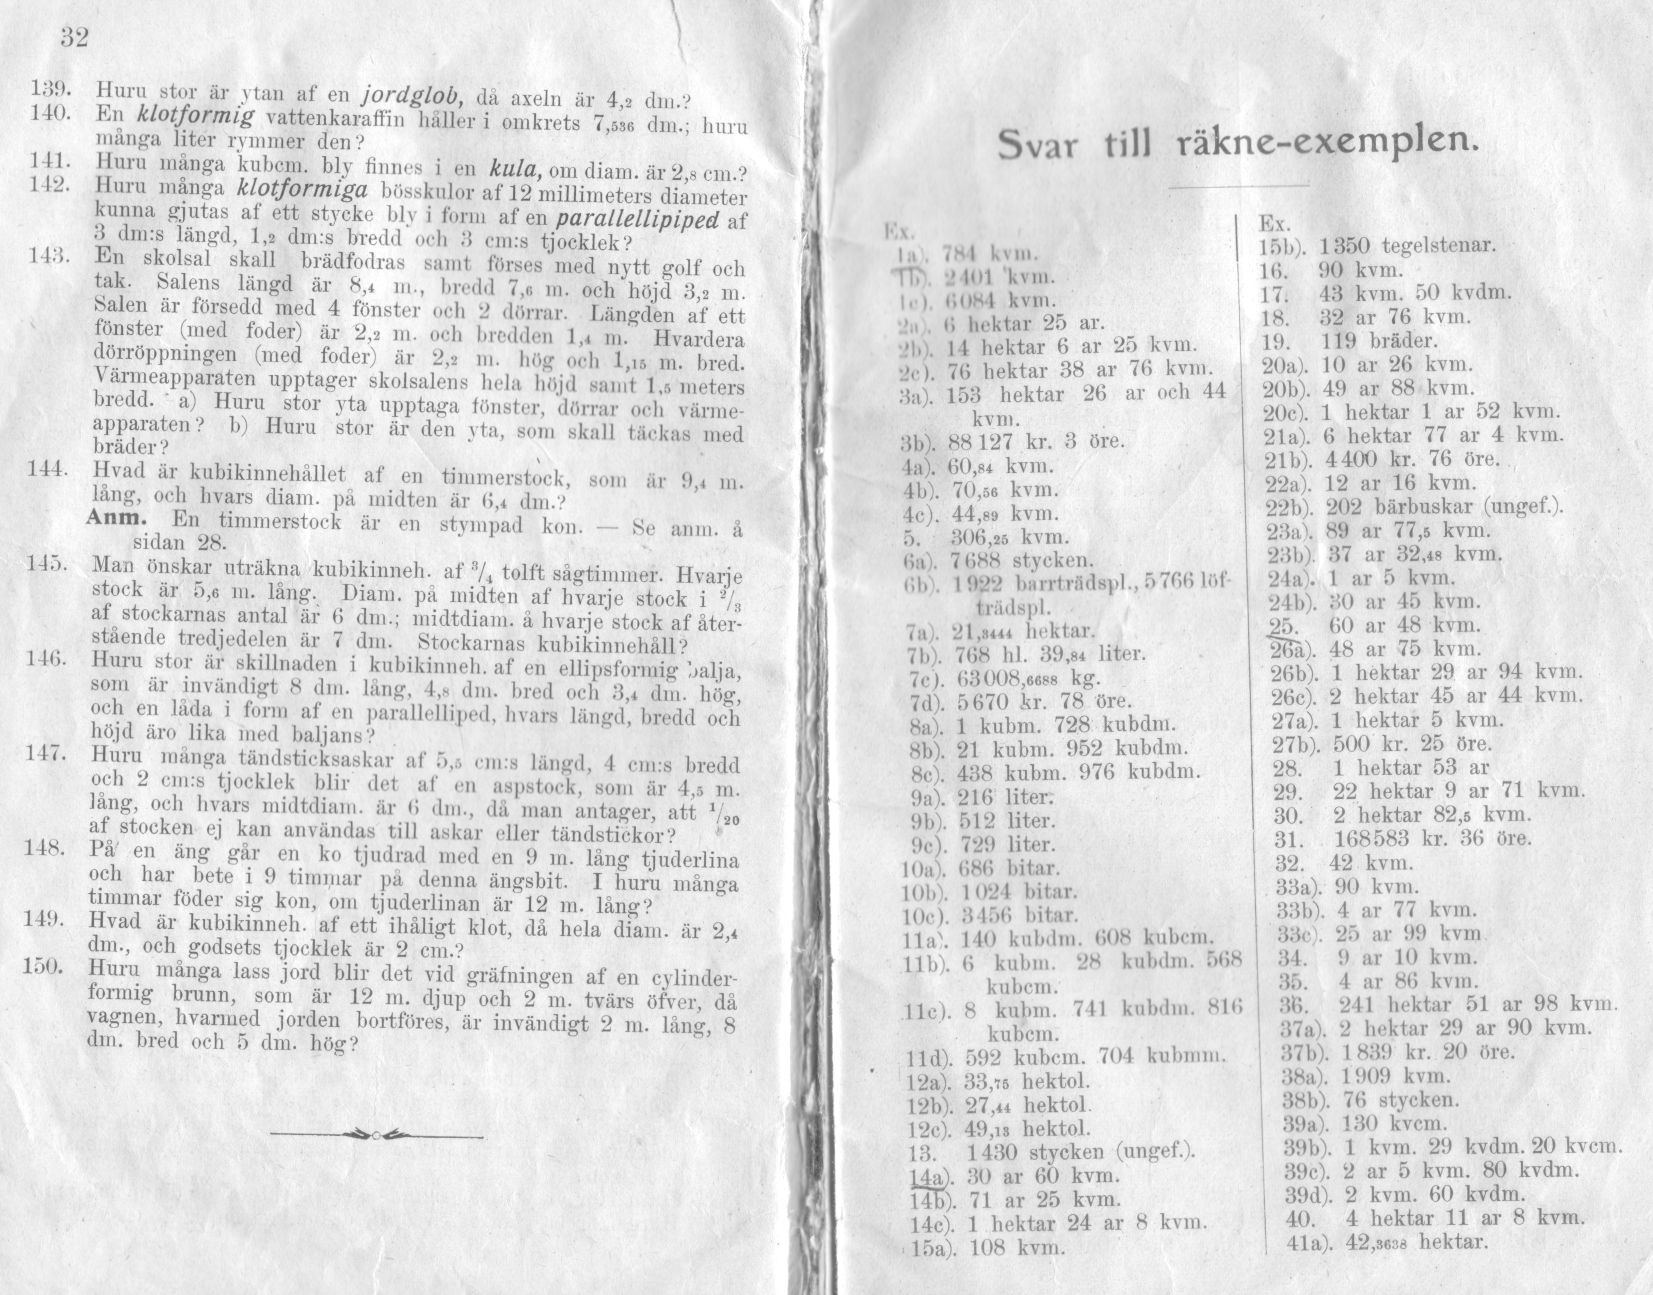 32
139. Huru stor är ytan af en jordglob, då axeln är 4,2 dm.?
140. En klotformig vattenkaraffin håller i omkrets 7,536 dm.; huru
många liter rymmer den?
141. Huru många kubcm. bly finnes i en kula, om diam. är 2,8 cm.?
142. Huru många klotformiga bösskulor af 12 millimeters diameter
kunna gjutas af ett stycke bly i form af en parallellipiped af
3 dm:s längd, 1,2 dm:s bredd och 3 cm:s tjocklek?
143. En skolsal skall brädfodras samt förses med nytt golf och
tak. Salens längd är 8,4 m., bredd 7,6 m. och höjd 3,2 m.
Salen är försedd med 4 fönster och 2 dörrar. Längden af ett
fönster (med foder) är 2,2 m. och bredden 1,4 m. Hvardera
dörröppningen (med foder) är 2,2 m. hög och 1,15 m. bred.
Värmeapparaten upptager skolsalens hela höjd samt 1,5 meters
bredd. a) Huru stor yta upptaga fönster, dörrar och värme-
apparaten? b) Huru stor är den yta, som skall täckas med
bräder?
144. Hvad är kubikinnehållet af en timmerstock, som är 9,4 m.
lång, och hvars diam. på midten är 6,4 dm.?
Anm. En timmerstock är en stympad kon. — Se anm. å
sidan 28.
145. Man önskar uträkna kubikinneh. af 3/4 tolft sågtimmer. Hvarje
stock är 5,6 m. lång. Diam. på midten af hvarje stock i 2/3
af stockarnas antal är 6 dm.; midtdiam. å hvarje stock af åter-
stående tredjedelen är 7 dm. Stockarnas kubikinnehåll?
146. Huru stor är skillnaden i kubikinneh. af en ellipsformig balja,
som är invändigt 8 dm. lång, 4,8 dm. bred och 3,4 dm. hög,
och en låda i form af en parallelliped, hvars längd, bredd och
höjd äro lika med baljans?
147. Huru många tändsticksaskar af 5,5 cm:s längd, 4 cm:s bredd
och 2 cm:s tjocklek blir det af en aspstock, som är 4,5 m.
lång, och hvars midtdiam. är 6 dm., då man antager, att 1/20
af stocken ej kan användas till askar eller tändstickor?
148. På en äng går en ko tjudrad med en 9 m. lång tjuderlina
och har bete i 9 timmar på denna ängsbit. I huru många
timmar föder sig kon, om tjuderlinan är 12 m. lång?
149. Hvad är kubikinneh. af ett ihåligt klot, då hela diam. är 2,4
dm., och godsets tjocklek är 2 cm.?
150. Huru många lass jord blir det vid gräfningen af en cylinder-
formig brunn, som är 12 m. djup och 2 m. tvärs öfver, då
vagnen, hvarmed jorden bortföres, är invändigt 2 m. lång, 8
dm. bred och 5 dm. hög?
Svar till räkne-exemplen.
Ex.
1a). 784 kvm.
1b). 2401 kvm.
1c). 6084 kvm.
2a). 6 hektar 25 ar.
2b). 14 hektar 6 ar 25 kvm.
2c). 76 hektar 38 ar 76 kvm.
3a). 153 hektar 26 ar och 44
kvm.
3b). 88127 kr. 3 öre.
4a). 60,84 kvm.
4b). 70,56 kvm.
4c). 44,89 kvm.
5. 306,25 kvm.
6a). 7688 stycken.
6b). 1922 barrträdspl., 5766 löf-
trädspl.
7a). 21,3444 hektar.
7b). 768 hl. 39,84 liter.
7c). 63008,6688 kg.
7d). 5670 kr. 78 öre.
8a). 1 kubm. 728 kubdm.
8b). 21 kubm. 952 kubdm.
8c). 438 kubm. 976 kubdm.
9a). 216 liter.
9b). 512 liter.
9c). 729 liter.
10a). 686 bitar.
10b). 1024 bitar.
10c). 3456 bitar.
11a). 140 kubdm. 608 kubcm.
11b). 6 kubm. 28 kubdm. 568
kubcm.
11c). 8 kubm. 741 kubdm. 816
kubcm.
11d). 592 kubcm. 704 kubmm.
12a). 33,75 hektol.
12b). 27,44 hektol.
12c). 49,13 hektol.
13. 1430 stycken (ungef.).
14a). 30 ar 60 kvm.
14b). 71 ar 25 kvm.
14c). 1 hektar 24 ar 8 kvm.
15a). 108 kvm.
Ex.
15b). 1350 tegelstenar.
16. 90 kvm.
17. 43 kvm. 50 kvdm.
18. 32 ar 76 kvm.
19. 119 bräder.
20a). 10 ar 26 kvm.
20b). 49 ar 88 kvm.
20c). 1 hektar 1 ar 52 kvm.
21a). 6 hektar 77 ar 4 kvm.
21b). 4400 kr. 76 öre.
22a). 12 ar 16 kvm.
22b). 202 bärbuskar (ungef.).
23a). 89 ar 77,5 kvm.
23b). 37 ar 32,48 kvm.
24a). 1 ar 5 kvm.
24b). 30 ar 45 kvm.
25. 60 ar 48 kvm.
26a). 48 ar 75 kvm.
26b). 1 hektar 29 ar 94 kvm.
26c). 2 hektar 45 ar 44 kvm.
27a). 1 hektar 5 kvm.
27b). 500 kr. 25 öre.
28. 1 hektar 53 ar
29. 22 hektar 9 ar 71 kvm.
30. 2 hektar 82,5 kvm.
31. 168583 kr. 36 öre.
32. 42 kvm.
33a). 90 kvm.
33b). 4 ar 77 kvm.
33c). 25 ar 99 kvm.
34. 9 ar 10 kvm.
35. 4 ar 86 kvm.
36. 241 hektar 51 ar 98 kvm.
37a). 2 hektar 29 ar 90 kvm.
37b). 1839 kr. 20 öre.
38a). 1909 kvm.
38b). 76 stycken.
39a). 130 kvcm.
39b). 1 kvm. 29 kvdm. 20 kvcm.
39c). 2 ar 5 kvm. 80 kvdm.
39d). 2 kvm. 60 kvdm.
40. 4 hektar 11 ar 8 kvm.
41a). 42,3638 hektar.